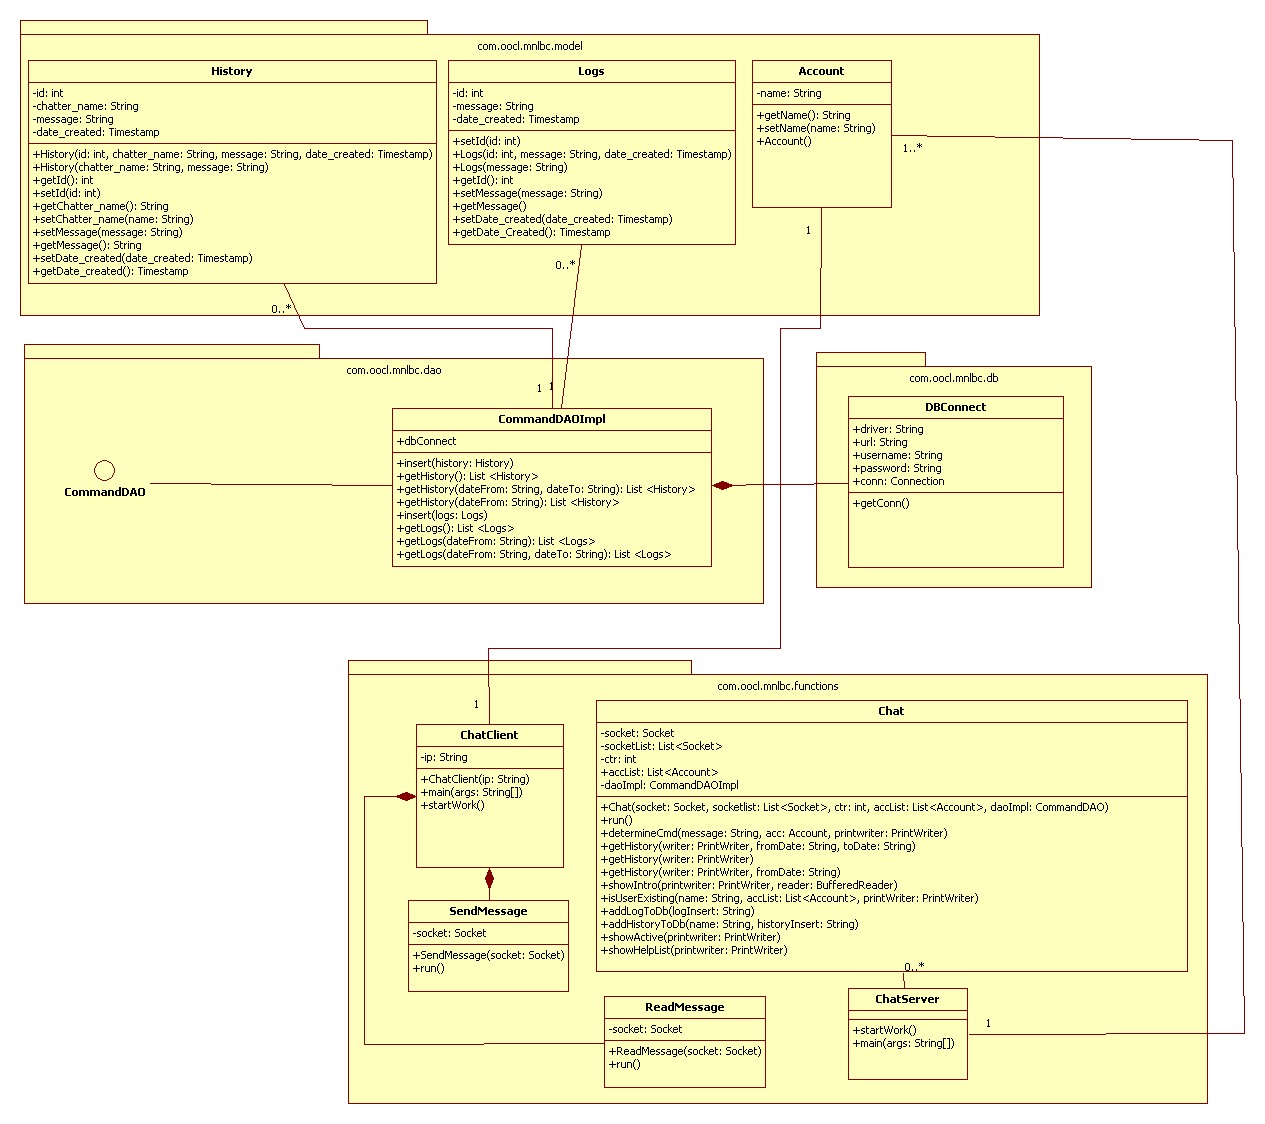 com.oocl.mnlbc.model
History
-id: int
-chatter_name: String
-message: String
-date_created: Timestamp
+History(id: int, chatter_name: String, message: String, date_created: Timestamp)
+History(chatter_name: String, message: String)
+getId(): int
+setId(id: int)
+getChatter_name(): String
+setChatter_name(name: String)
+setMessage(message: String)
+getMessage(): String
+setDate_created(date_created: Timestamp)
+getDate_created(): Timestamp
Logs
-id: int
-message: String
-date_created: Timestamp
+setId(id: int)
+Logs(id: int, message: String, date_created: Timestamp)
+Logs(message: String)
+getId(): int
+setMessage(message: String)
+getMessage()
+setDate_created(date_created: Timestamp)
+getDate_Created(): Timestamp
Account
-name: String
+getName(): String
+setName(name: String)
+Account()
1..*
1
0..*
0..*
com.oocl.mnlbc.dao
1
1
CommandDAO
CommandDAOImpl
+dbConnect
+insert(history: History)
+getHistory(): List <History>
+getHistory(dateFrom: String, dateTo: String): List <History>
+getHistory(dateFrom: String): List <History>
+insert(logs: Logs)
+getLogs(): List <Logs>
+getLogs(dateFrom: String): List <Logs>
+getLogs(dateFrom: String, dateTo: String): List <Logs>
com.oocl.mnlbc.db
DBConnect
+driver: String
+url: String
+username: String
+password: String
+conn: Connection
+getConn()
com.oocl.mnlbc.functions
1
ChatClient
-ip: String
+ChatClient(ip: String)
+main(args: String[])
+startWork()
SendMessage
-socket: Socket
+SendMessage(socket: Socket)
+run()
Chat
-socket: Socket
-socketList: List<Socket>
-ctr: int
+accList: List<Account>
-daoImpl: CommandDAOImpl
+Chat(socket: Socket, socketlist: List<Socket>, ctr: int, accList: List<Account>, daoImpl: CommandDAO)
+run()
+determineCmd(message: String, acc: Account, printwriter: PrintWriter)
+getHistory(writer: PrintWriter, fromDate: String, toDate: String)
+getHistory(writer: PrintWriter)
+getHistory(writer: PrintWriter, fromDate: String)
+showIntro(printwriter: PrintWriter, reader: BufferedReader)
+isUserExisting(name: String, accList: List<Account>, printWriter: PrintWriter)
+addLogToDb(logInsert: String)
+addHistoryToDb(name: String, historyInsert: String)
+showActive(printwriter: PrintWriter)
+showHelpList(printwriter: PrintWriter)
0..*
ReadMessage
-socket: Socket
+ReadMessage(socket: Socket)
+run()
ChatServer
+startWork()
+main(args: String[])
1